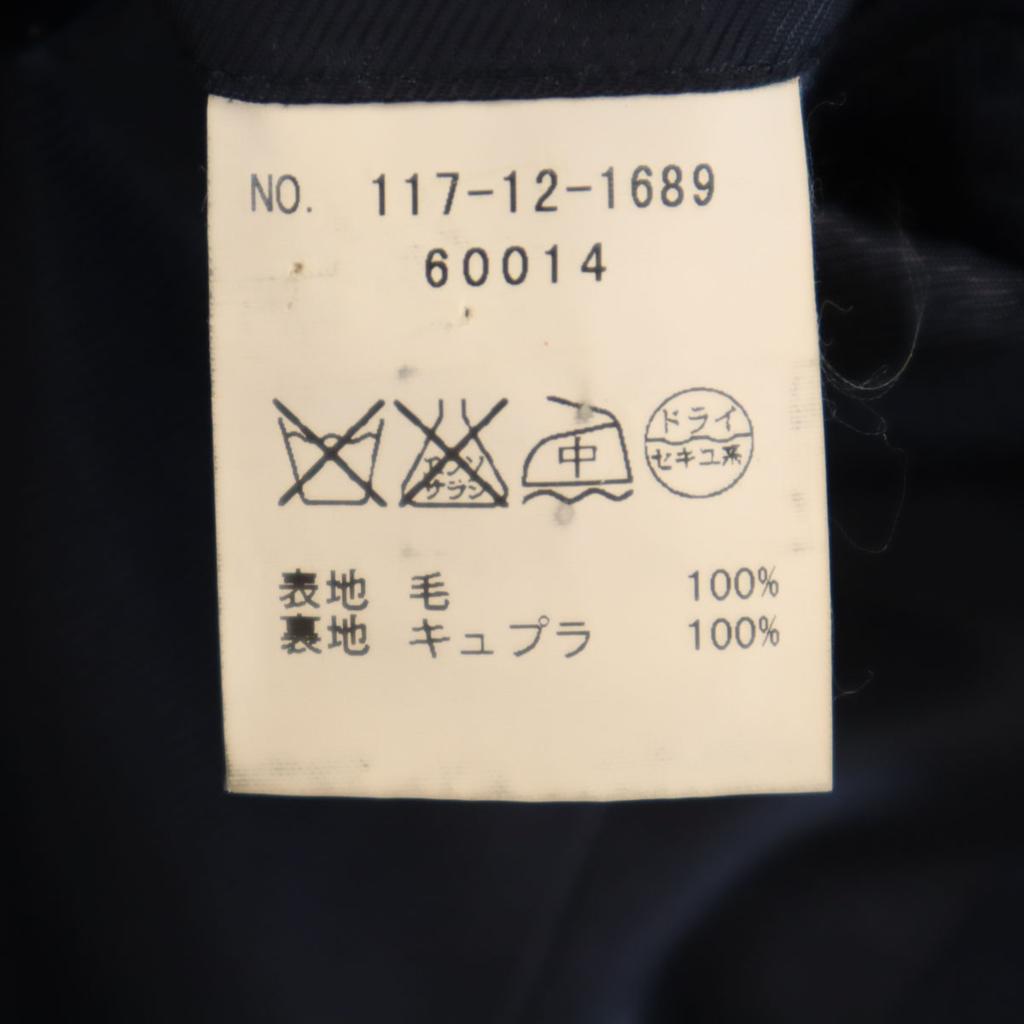 NO. 117-12-1689
60014
エンソ
サラシ
中
ドライ
セキユ系
表地 毛 100%
裏地 キュプラ 100%